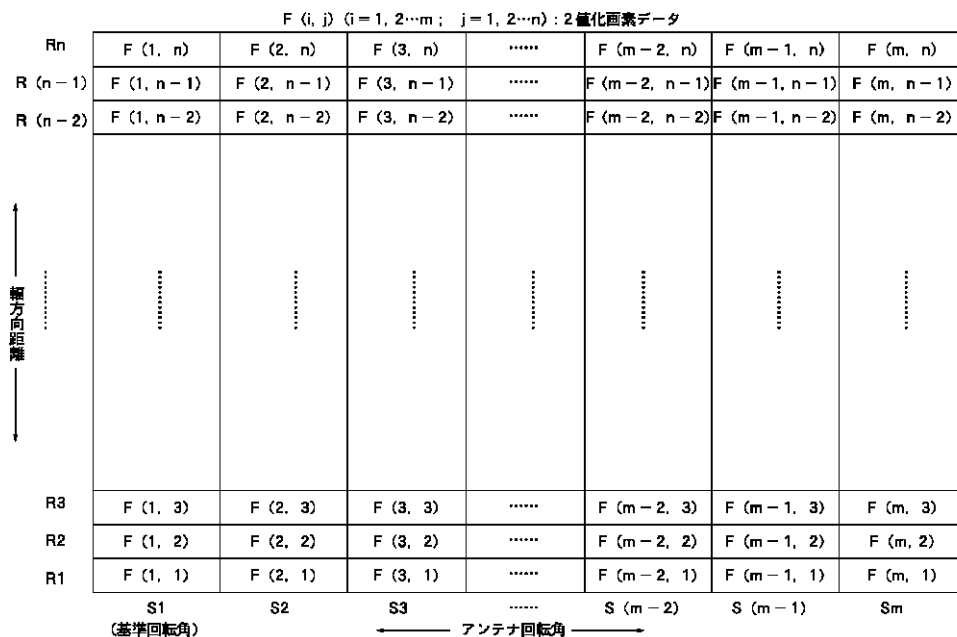 F (i, j) (i = 1, 2…m ; j = 1, 2…n) : 2値化画素データ
Rn F (1, n) F (2, n) F (3, n) …… F (m−2, n) F (m−1, n) F (m, n)
R (n−1) F (1, n−1) F (2, n−1) F (3, n−1) …… F (m−2, n−1) F (m−1, n−1) F (m, n−1)
R (n−2) F (1, n−2) F (2, n−2) F (3, n−2) …… F (m−2, n−2) F (m−1, n−2) F (m, n−2)
輻方向距離
R3 F (1, 3) F (2, 3) F (3, 3) …… F (m−2, 3) F (m−1, 3) F (m, 3)
R2 F (1, 2) F (2, 2) F (3, 2) …… F (m−2, 2) F (m−1, 2) F (m, 2)
R1 F (1, 1) F (2, 1) F (3, 1) …… F (m−2, 1) F (m−1, 1) F (m, 1)
S1 S2 S3 …… S (m−2) S (m−1) Sm
(基準回転角) アンテナ回転角